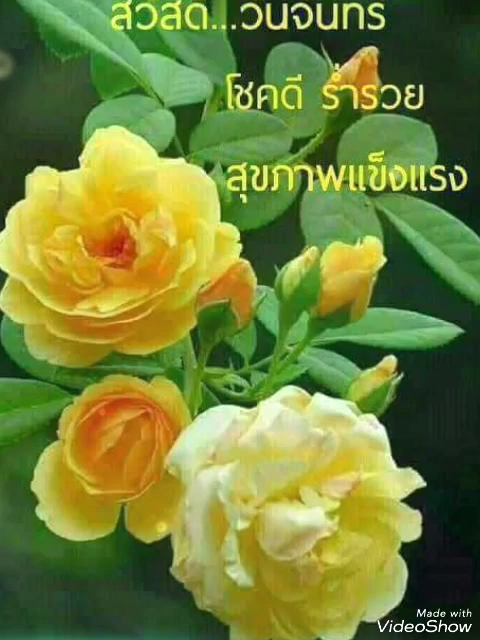 สวสด...วนจนทร
โชคดี ร่ำรวย
สุขภาพแข็งแรง
Made with
VideoShow